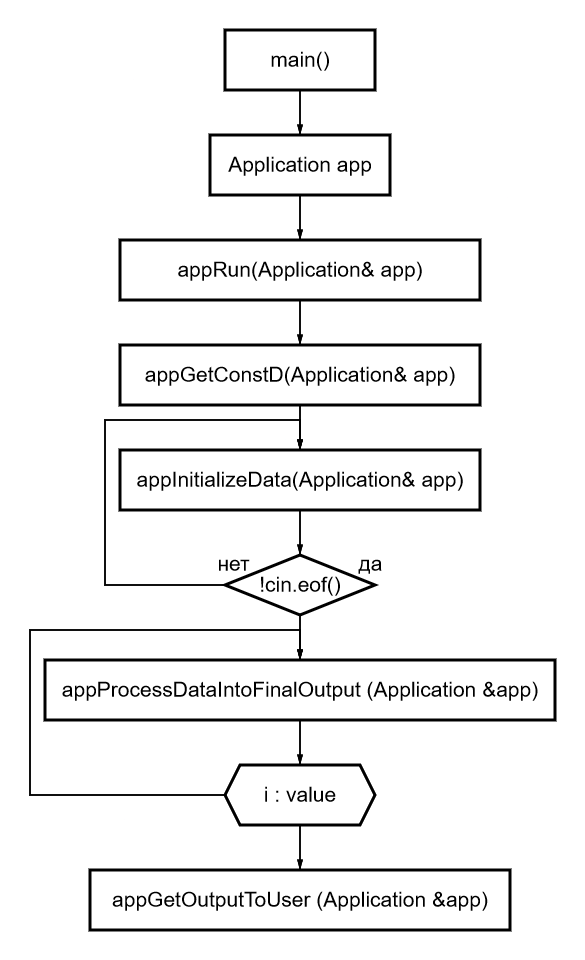 main()
Application app
appRun(Application& app)
appGetConstD(Application& app)
appInitializeData(Application& app)
нет
да
!cin.eof()
appProcessDataIntoFinalOutput (Application &app)
i : value
appGetOutputToUser (Application &app)